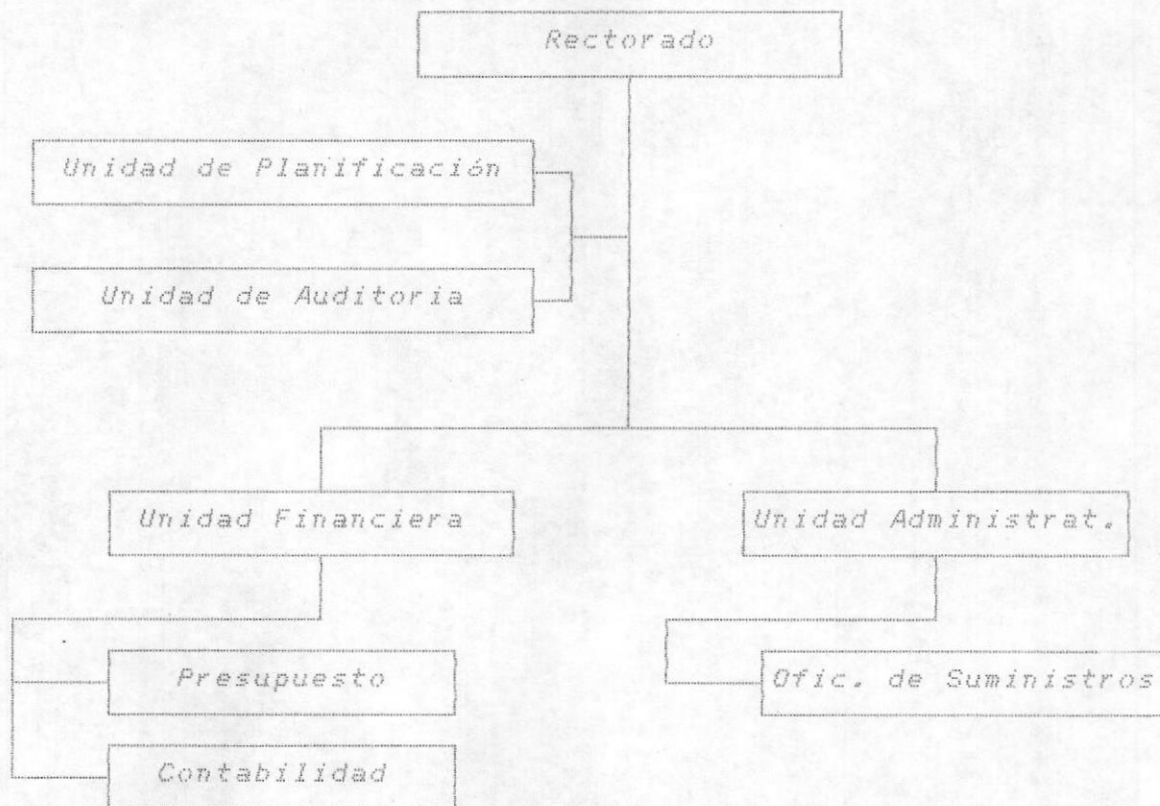 Rectorado
Unidad de Planificación
Unidad de Auditoria
Unidad Financiera
Unidad Administrat.
Presupuesto
Ofic. de Suministros
Contabilidad